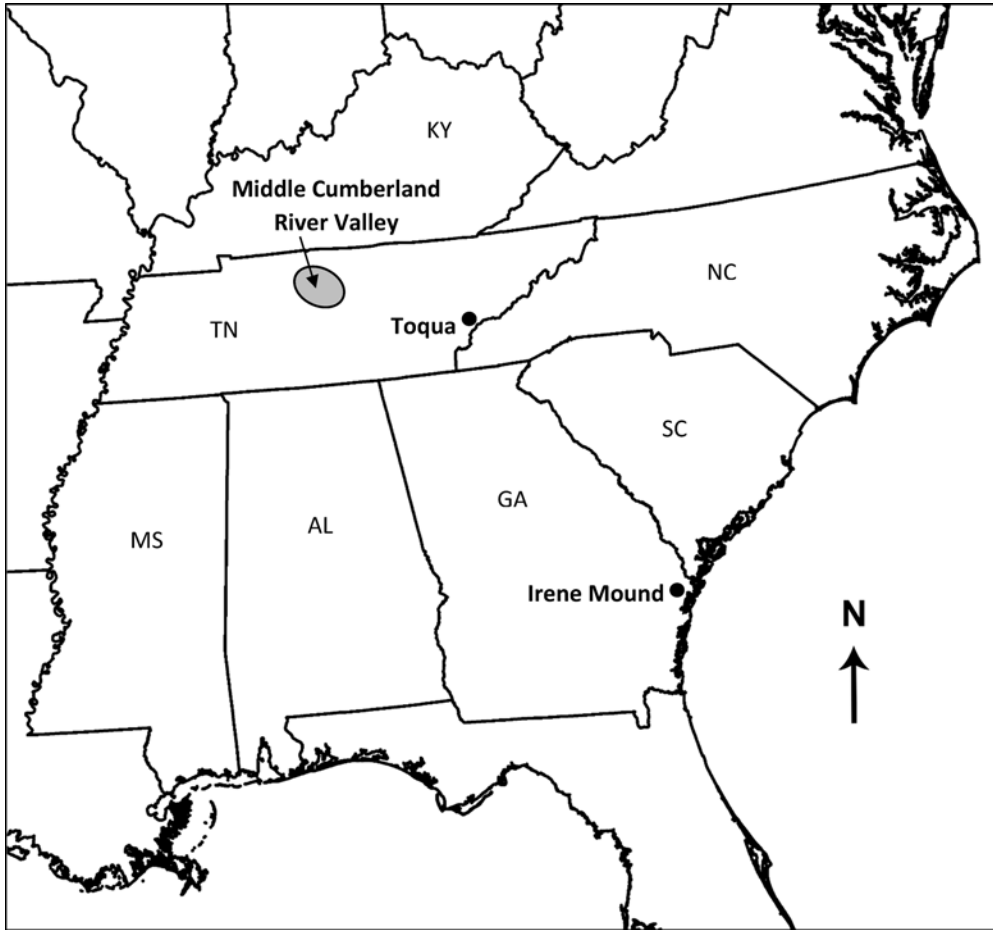 KY
Middle Cumberland
River Valley
NC
TN
Toqua
SC
GA
MS
AL
Irene Mound
N